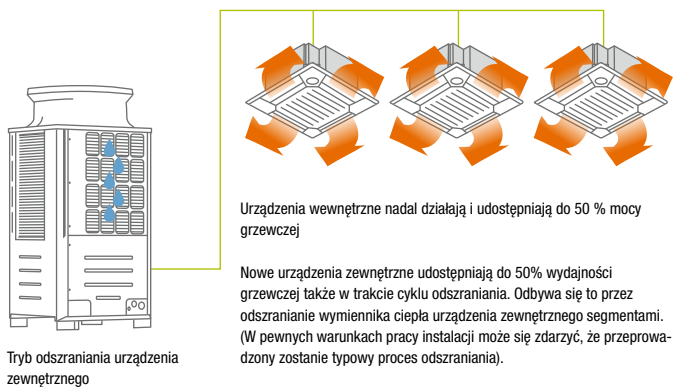 Urządzenia wewnętrzne nadal działają i udostępniają do 50 % mocy
grzewczej
Nowe urządzenia zewnętrzne udostępniają do 50% wydajności
grzewczej także w trakcie cyklu odszraniania. Odbywa się to przez
odszranianie wymiennika ciepła urządzenia zewnętrznego segmentami.
(W pewnych warunkach pracy instalacji może się zdarzyć, że przeprowa-
dzony zostanie typowy proces odszraniania).
Tryb odszraniania urządzenia
zewnętrznego